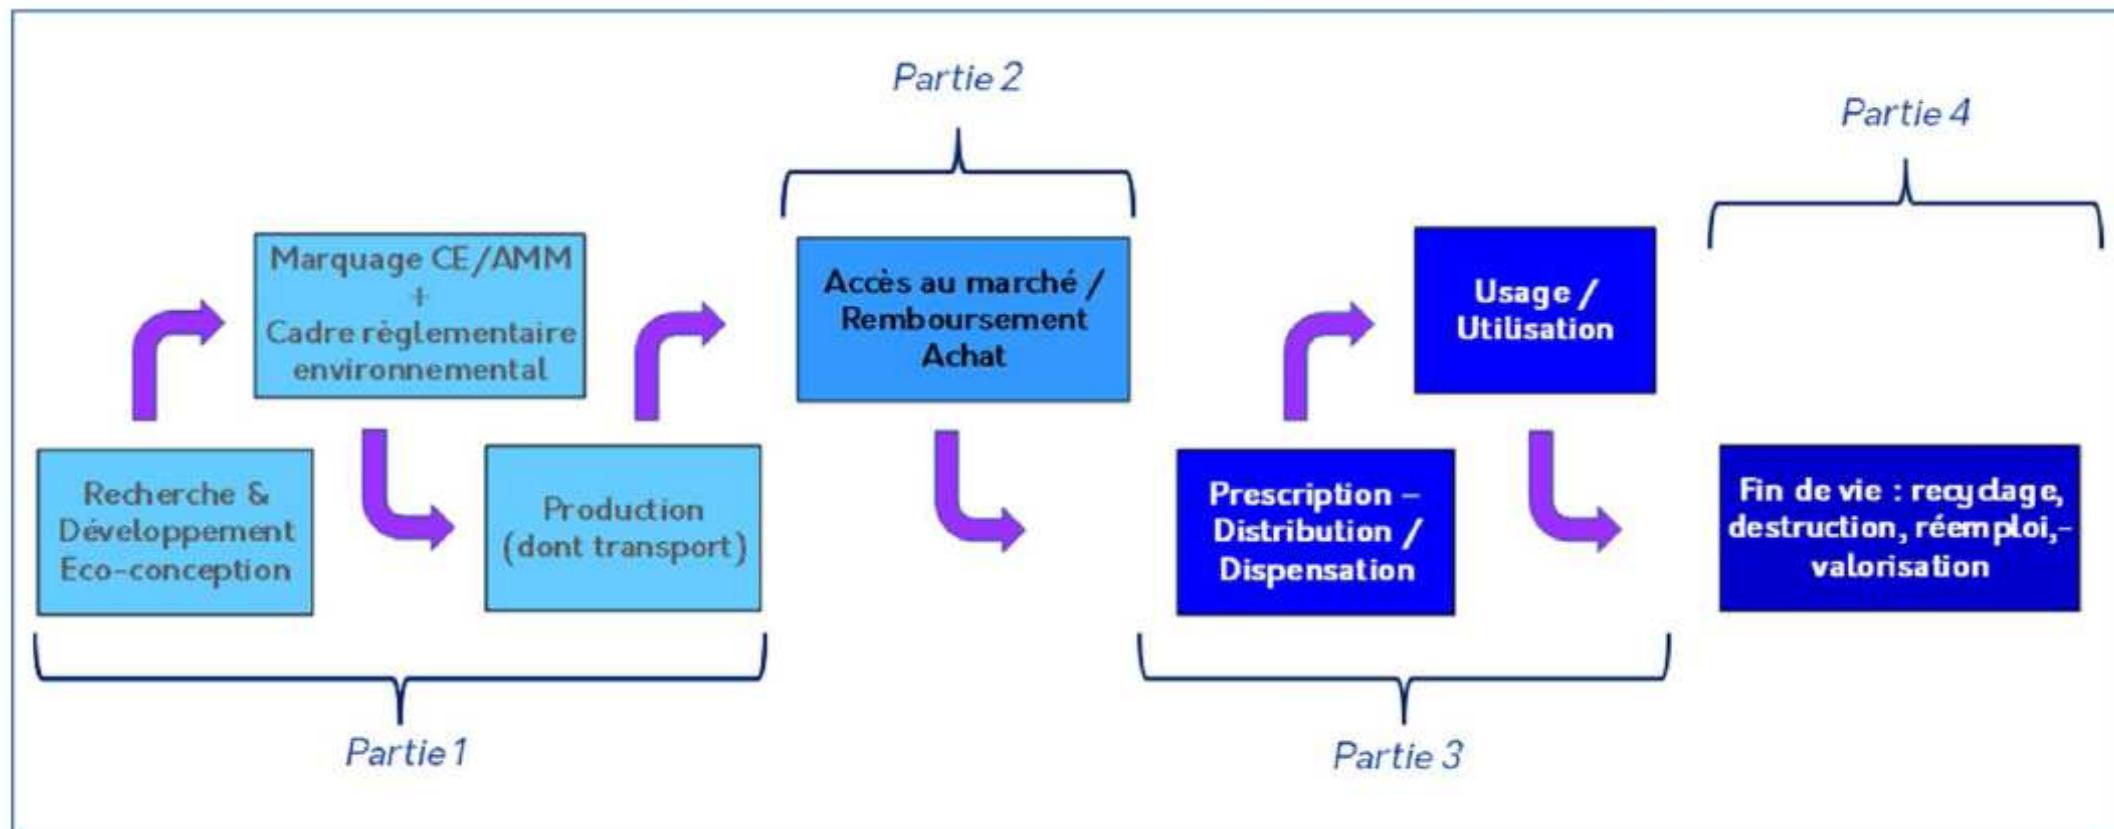 Partie 2
Partie 4
Marquage CE/AMM
+
Cadre règlementaire
environnemental
Accès au marché /
Remboursement
Achat
Usage /
Utilisation
Recherche &
Développement
Eco-conception
Production
(dont transport)
Prescription –
Distribution /
Dispensation
Fin de vie : recyclage,
destruction, réemploi,–
valorisation
Partie 1
Partie 3